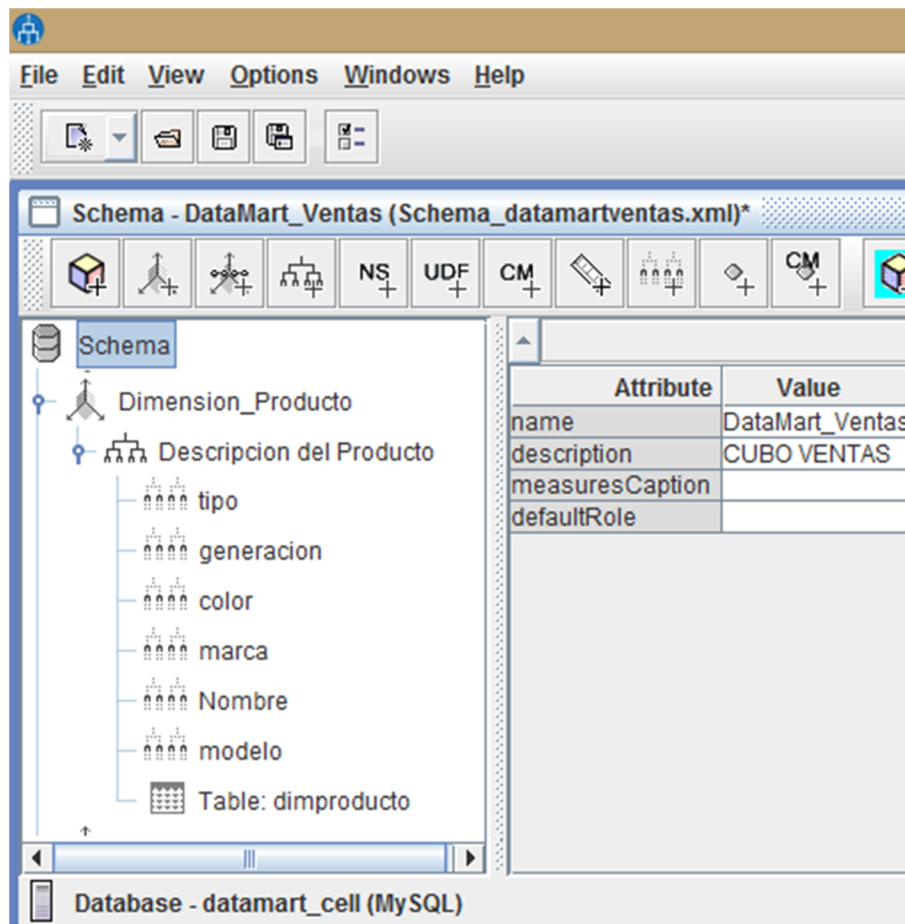 File Edit View Options Windows Help
Schema - DataMart_Ventas (Schema_datamartventas.xml)*
NS UDF CM CM
Schema
Dimension_Producto
Descripcion del Producto
tipo
generacion
color
marca
Nombre
modelo
Table: dimproducto
Attribute Value
name DataMart_Ventas
description CUBO VENTAS
measuresCaption
defaultRole
Database - datamart_cell (MySQL)